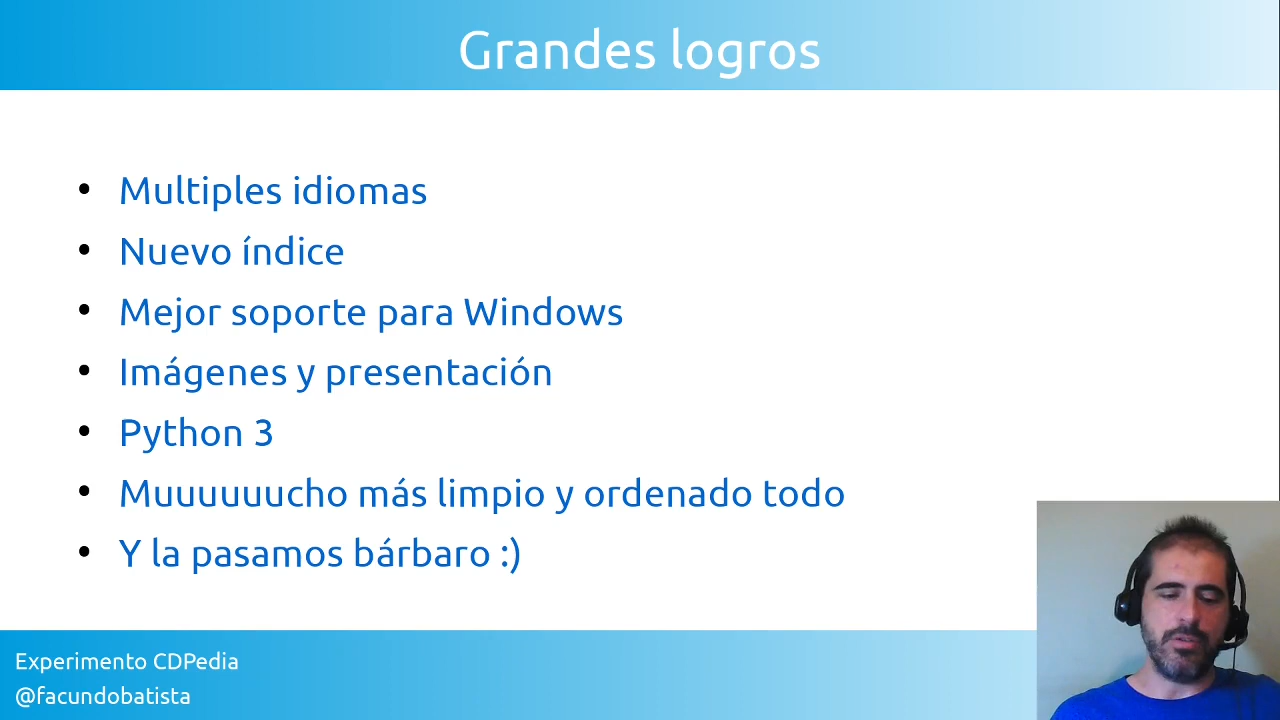 Grandes logros
• Multiples idiomas
• Nuevo índice
• Mejor soporte para Windows
• Imágenes y presentación
• Python 3
• Muuuuuucho más limpio y ordenado todo
• Y la pasamos bárbaro :)
Experimento CDPedia
@facundobatista